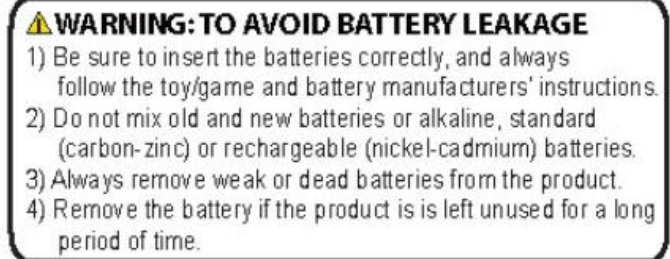 WARNING: TO AVOID BATTERY LEAKAGE
1) Be sure to insert the batteries correctly, and always
follow the toy/game and battery manufacturers' instructions.
2) Do not mix old and new batteries or alkaline, standard
(carbon-zinc) or rechargeable (nickel-cadmium) batteries.
3) Always remove weak or dead batteries from the product.
4) Remove the battery if the product is is left unused for a long
period of time.